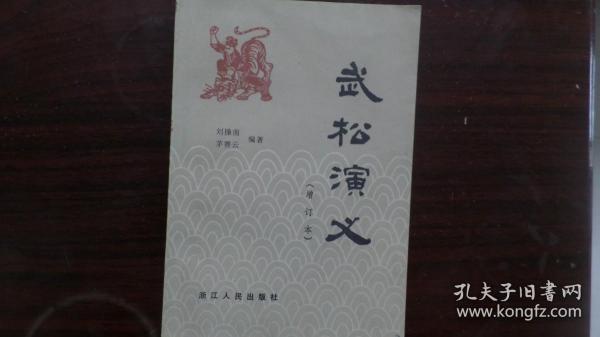 武松演义
(增订本)
刘操南
茅赛云
编著
浙江人民出版社
孔夫子旧書网
www.kongfz.com